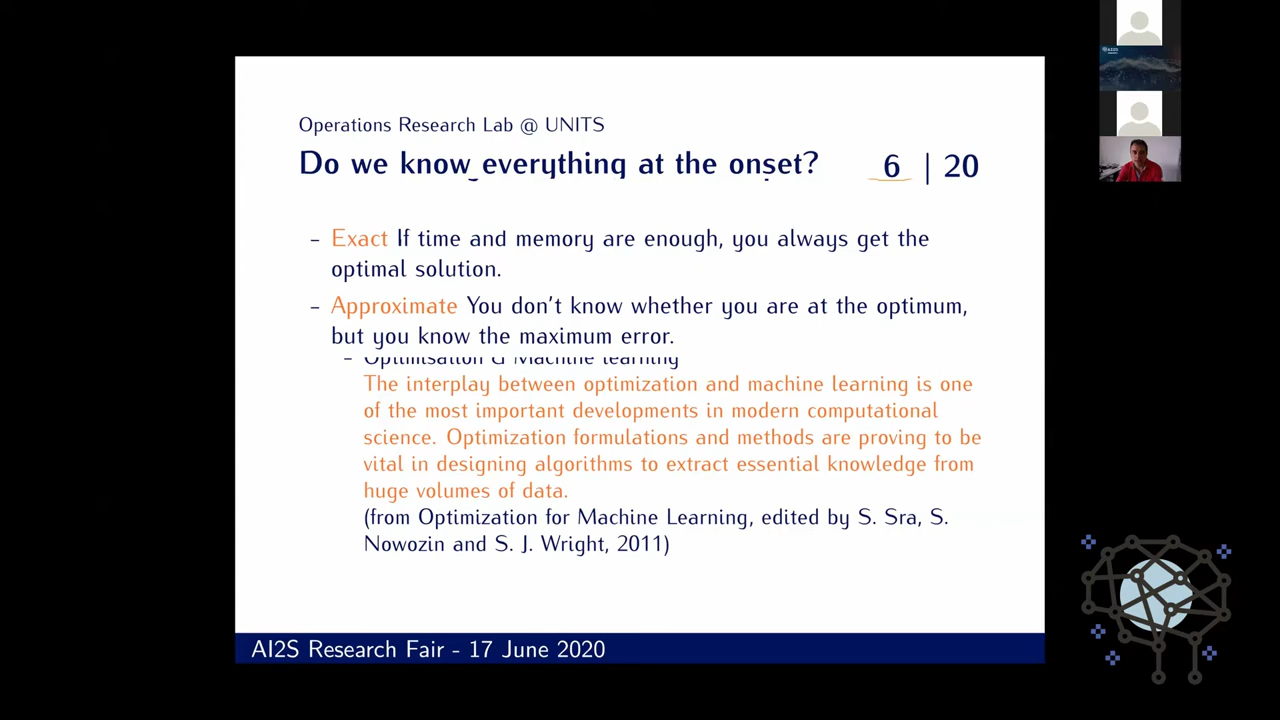 Operations Research Lab @ UNITS
Do we know everything at the onset?
6 | 20
– Exact If time and memory are enough, you always get the
optimal solution.
– Approximate You don't know whether you are at the optimum,
but you know the maximum error.
– Optimisation & Machine learning
The interplay between optimization and machine learning is one
of the most important developments in modern computational
science. Optimization formulations and methods are proving to be
vital in designing algorithms to extract essential knowledge from
huge volumes of data.
(from Optimization for Machine Learning, edited by S. Sra, S.
Nowozin and S. J. Wright, 2011)
AI2S Research Fair - 17 June 2020